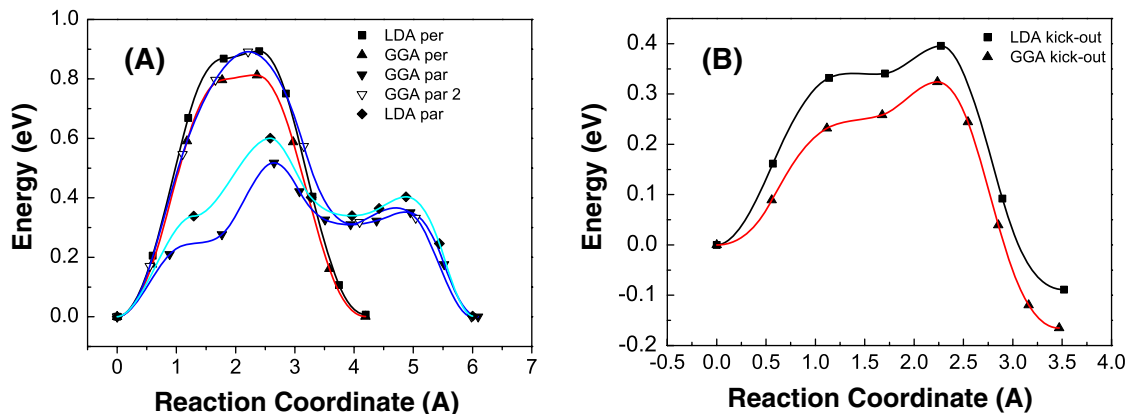 (A)
LDA per
GGA per
GGA par
GGA par 2
LDA par
Energy (eV)
1.0
0.8
0.6
0.4
0.2
0.0
0 1 2 3 4 5 6 7
Reaction Coordinate (A)
(B)
LDA kick-out
GGA kick-out
Energy (eV)
0.4
0.3
0.2
0.1
0.0
-0.1
-0.2
-0.5 0.0 0.5 1.0 1.5 2.0 2.5 3.0 3.5 4.0
Reaction Coordinate (A)